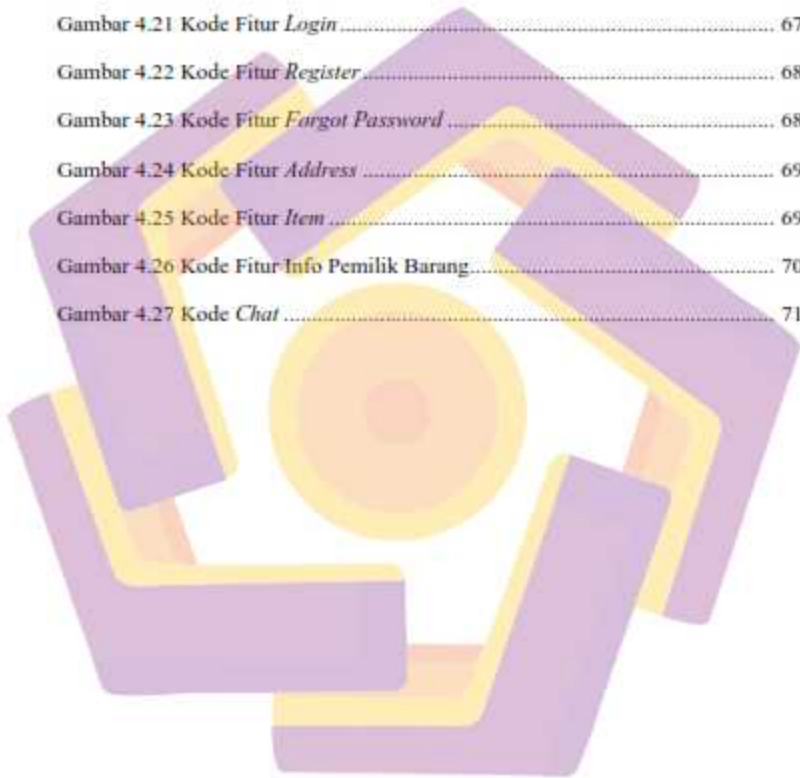 Gambar 4.21 Kode Fitur Login ........................................................................ 67
Gambar 4.22 Kode Fitur Register .................................................................... 68
Gambar 4.23 Kode Fitur Forgot Password ...................................................... 68
Gambar 4.24 Kode Fitur Address .................................................................... 69
Gambar 4.25 Kode Fitur Item .......................................................................... 69
Gambar 4.26 Kode Fitur Info Pemilik Barang ................................................. 70
Gambar 4.27 Kode Chat .................................................................................. 71